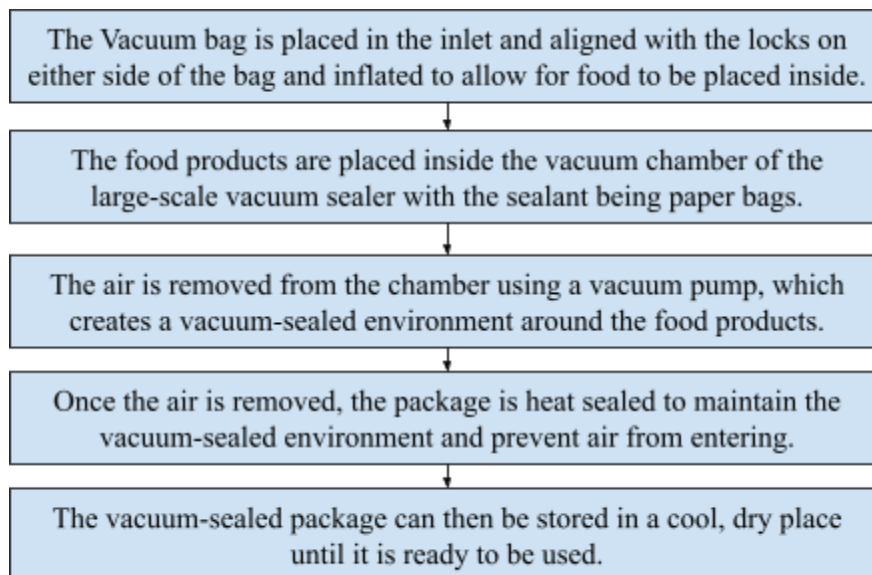 The Vacuum bag is placed in the inlet and aligned with the locks on
either side of the bag and inflated to allow for food to be placed inside.
The food products are placed inside the vacuum chamber of the
large-scale vacuum sealer with the sealant being paper bags.
The air is removed from the chamber using a vacuum pump, which
creates a vacuum-sealed environment around the food products.
Once the air is removed, the package is heat sealed to maintain the
vacuum-sealed environment and prevent air from entering.
The vacuum-sealed package can then be stored in a cool, dry place
until it is ready to be used.